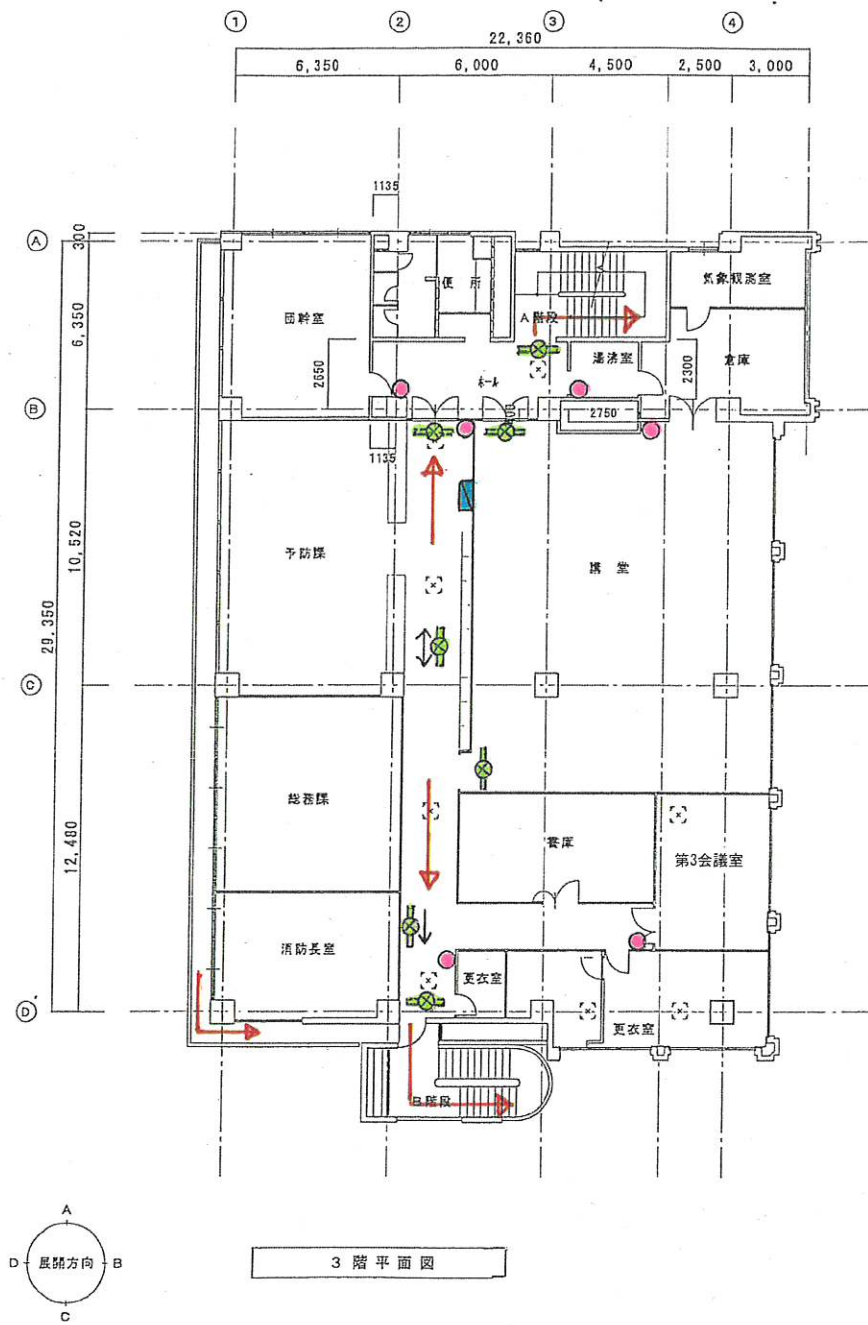 ① ② ③ ④
22,360
6,350 6,000 4,500 2,500 3,000
1135
Ⓐ
300
気象観測室
便所
団幹室
A階段
6,350
湯沸室
倉庫
2650
2300
ホール
Ⓑ
2750
1135
予防課
講堂
10,520
29,350
Ⓒ
総務課
12,480
書庫
第3会議室
消防長室
更衣室
Ⓓ
更衣室
B階段
A
D 展開方向 B
C
3階平面図